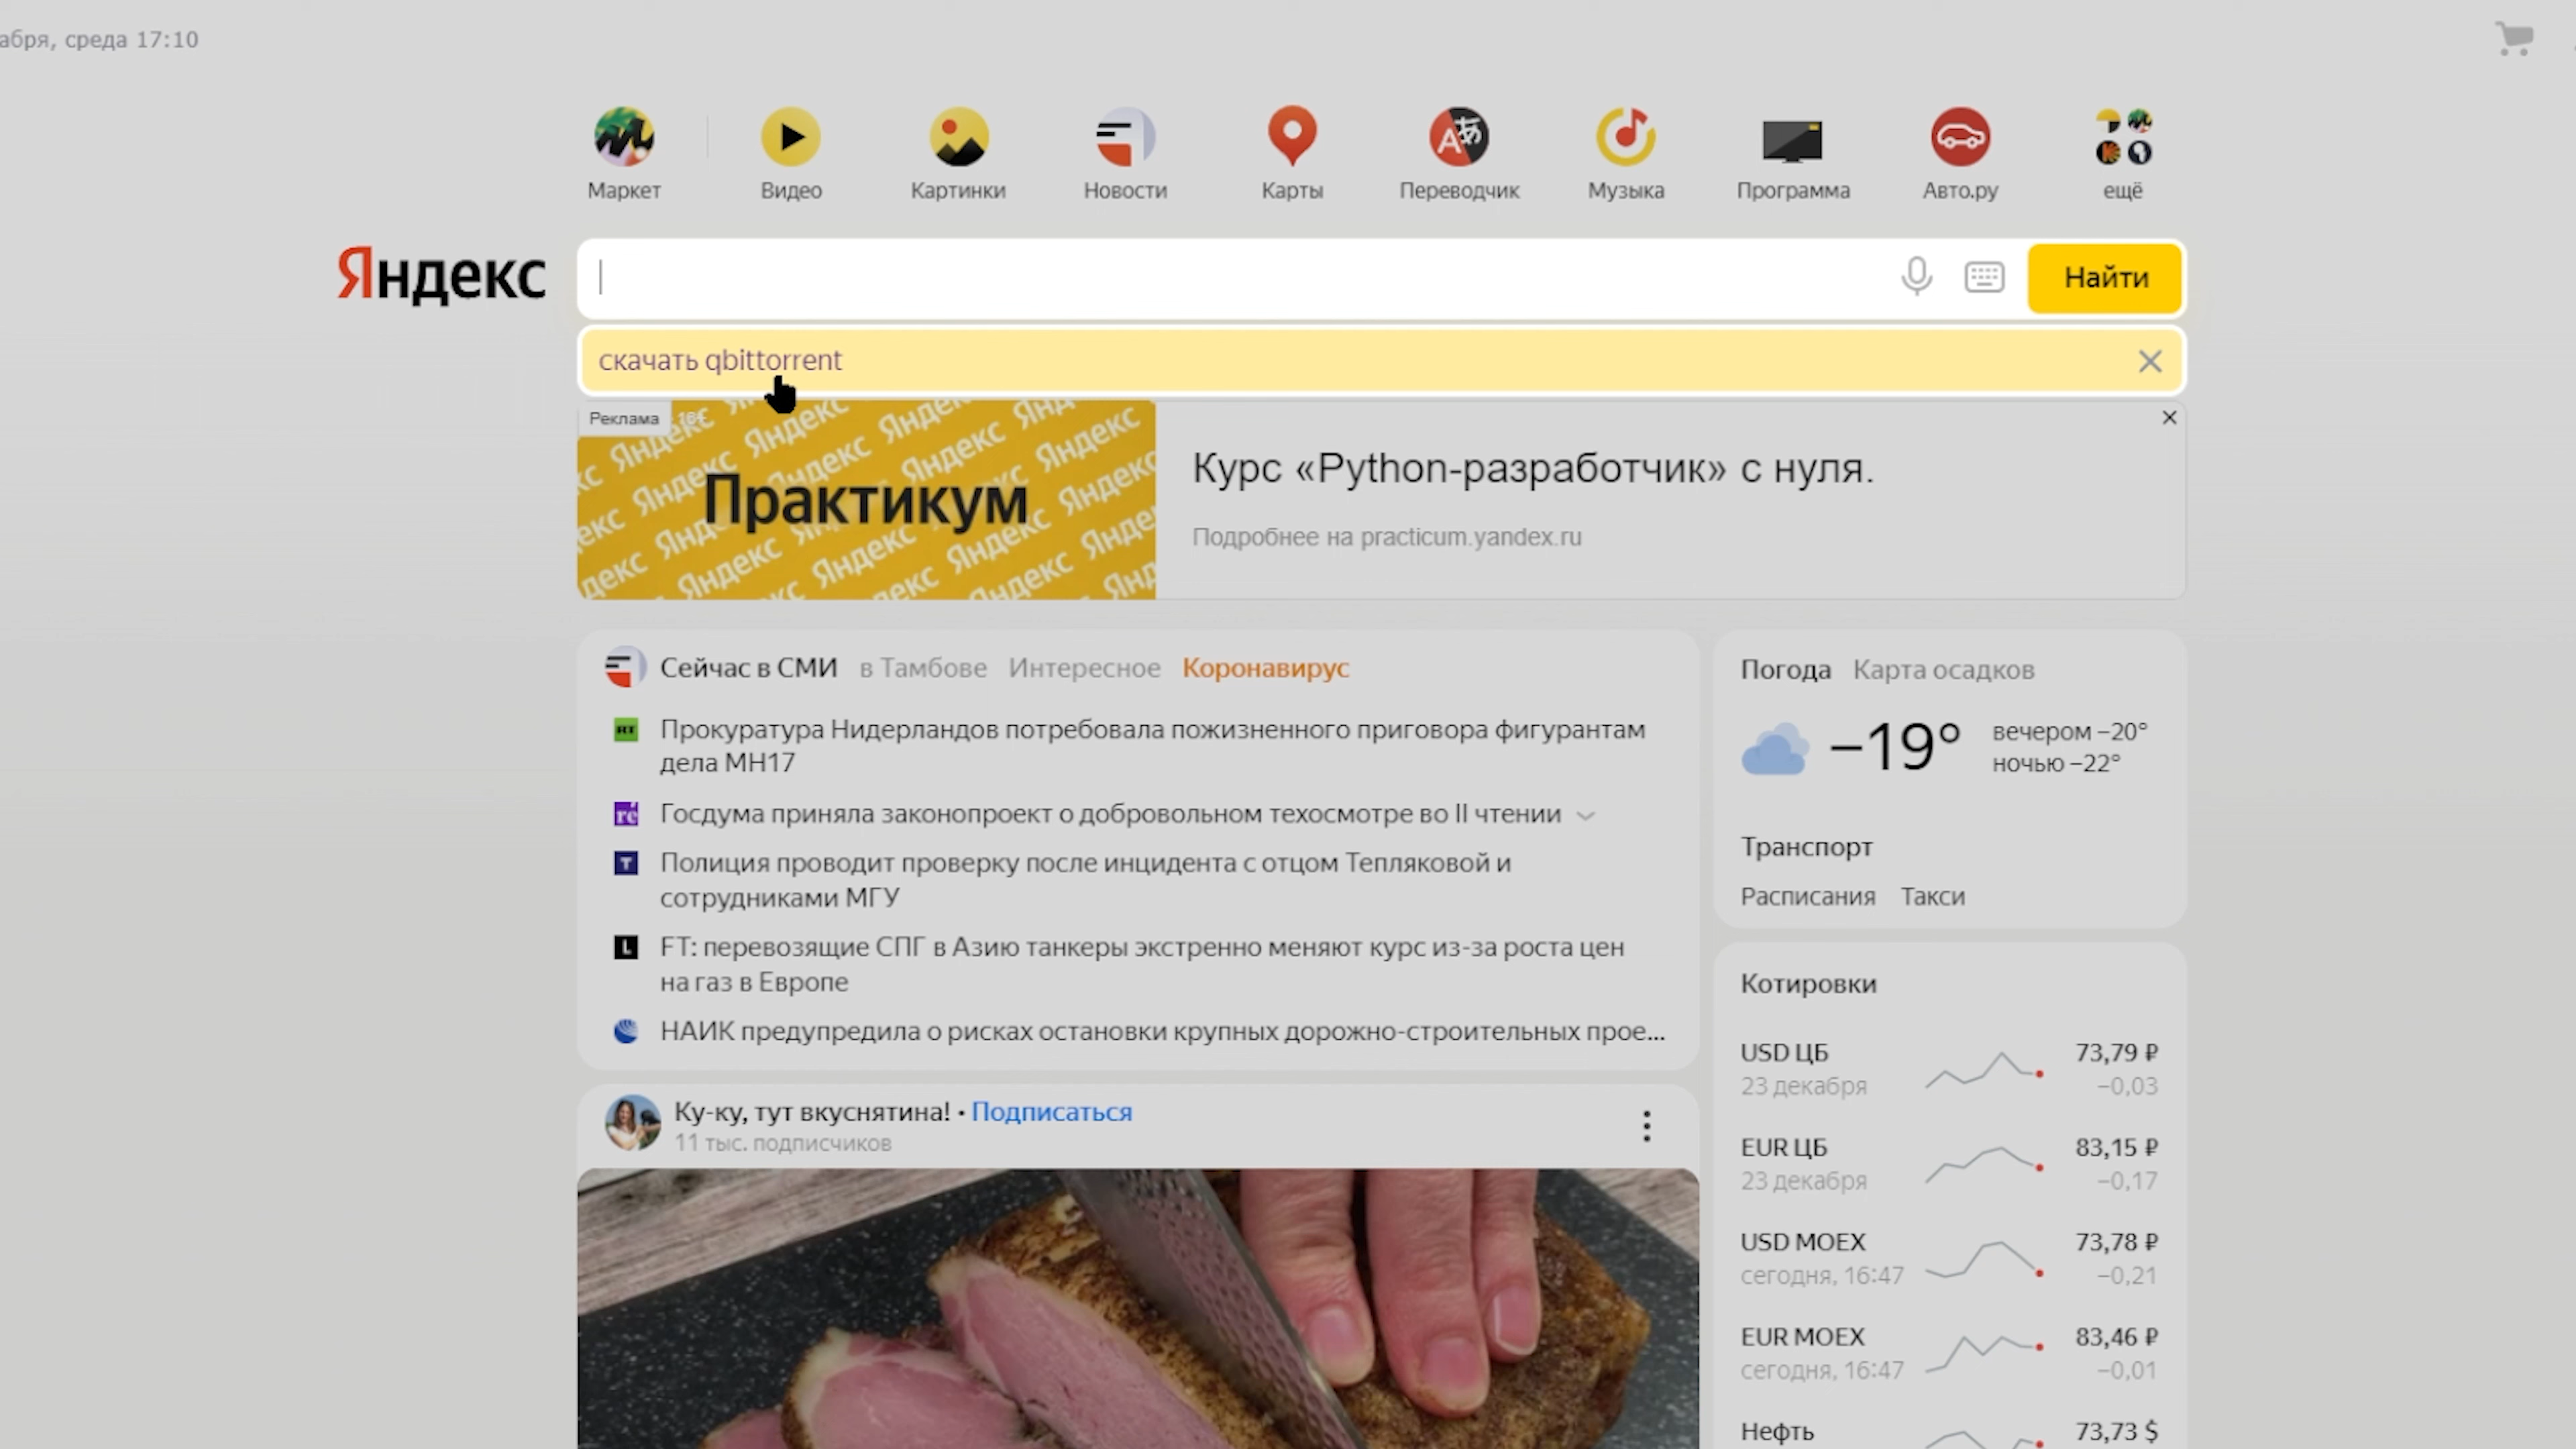 абря, среда 17:10
Маркет
Видео
Картинки
Новости
Карты
Переводчик
Музыка
Программа
Авто.ру
ещё
Яндекс
Найти
скачать qbittorrent
Реклама
Практикум
Курс «Python-разработчик» с нуля.
Подробнее на practicum.yandex.ru
Сейчас в СМИ в Тамбове Интересное Коронавирус
Прокуратура Нидерландов потребовала пожизненного приговора фигурантам
дела MH17
Госдума приняла законопроект о добровольном техосмотре во II чтении
Полиция проводит проверку после инцидента с отцом Тепляковой и
сотрудниками МГУ
FT: перевозящие СПГ в Азию танкеры экстренно меняют курс из-за роста цен
на газ в Европе
НАИК предупредила о рисках остановки крупных дорожно-строительных прое...
Ку-ку, тут вкуснятина! • Подписаться
11 тыс. подписчиков
Погода Карта осадков
−19°
вечером −20°
ночью −22°
Транспорт
Расписания Такси
Котировки
USD ЦБ 73,79 ₽
23 декабря −0,03
EUR ЦБ 83,15 ₽
23 декабря −0,17
USD MOEX 73,78 ₽
сегодня, 16:47 −0,21
EUR MOEX 83,46 ₽
сегодня, 16:47 −0,01
Нефть 73,73 $